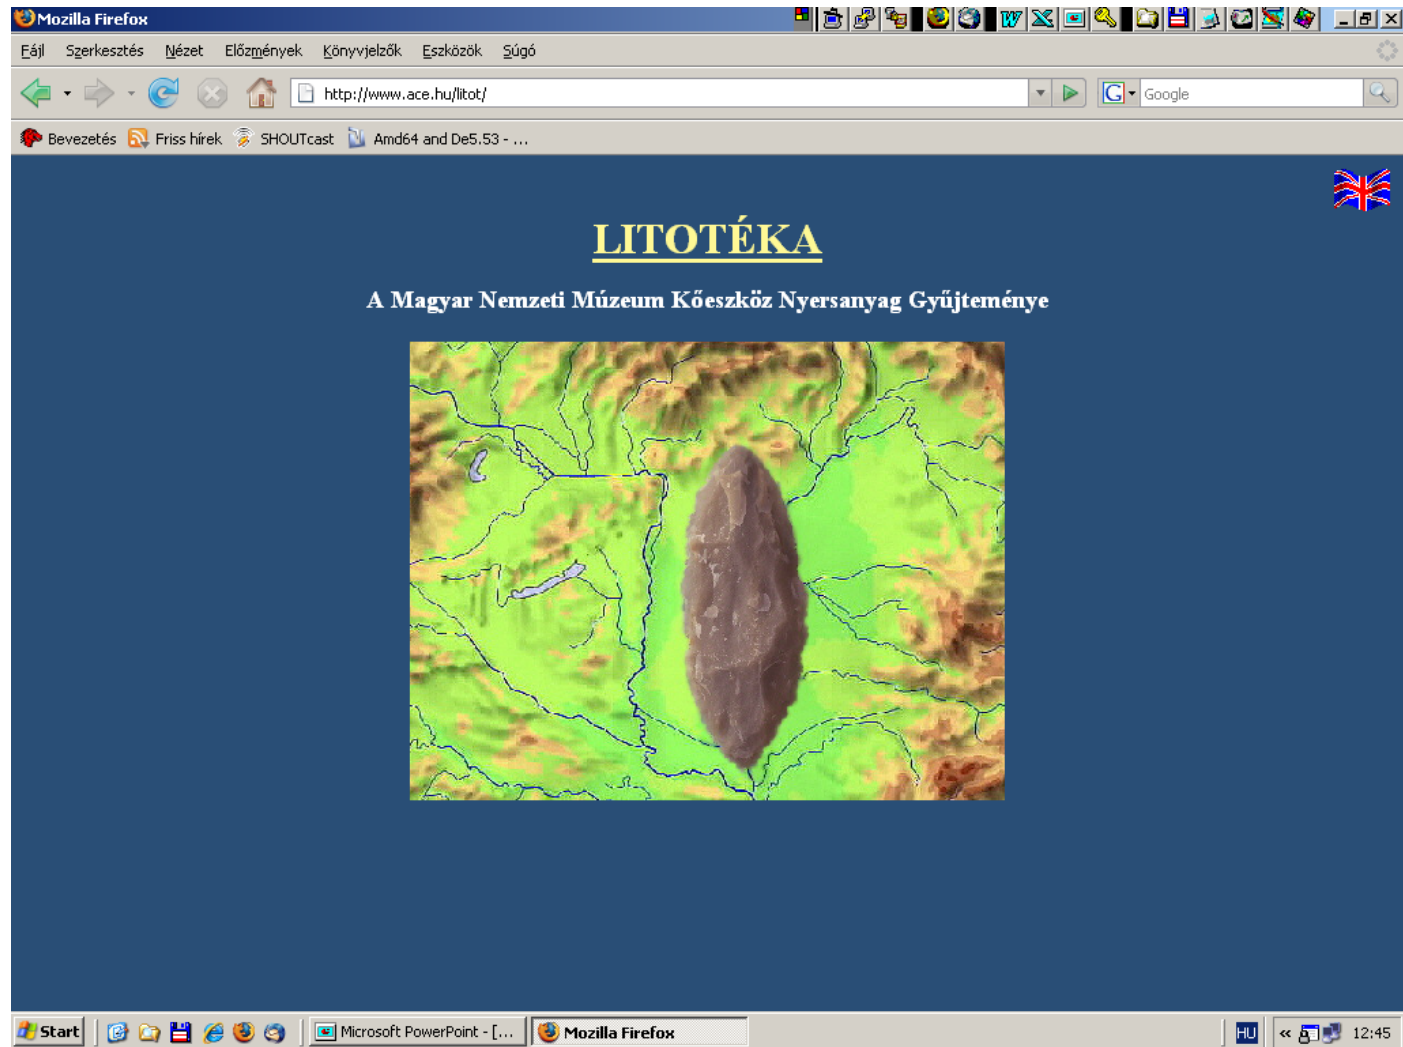 Mozilla Firefox
Fájl Szerkesztés Nézet Előzmények Könyvjelzők Eszközök Súgó
http://www.ace.hu/litot/ G Google
Bevezetés Friss hírek SHOUTcast Amd64 and De5.53 - ...
LITOTÉKA
A Magyar Nemzeti Múzeum Kőeszköz Nyersanyag Gyűjteménye
Start Microsoft PowerPoint - [... Mozilla Firefox HU « 12:45